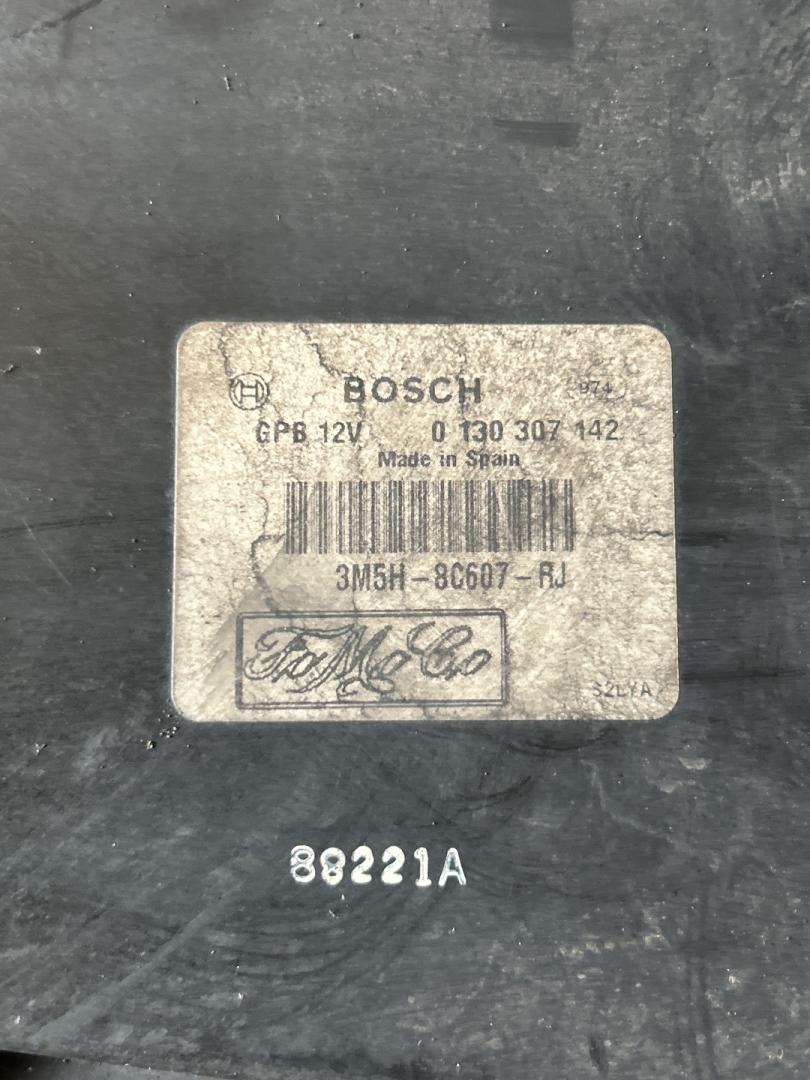 BOSCH 974
GPB 12V 0 130 307 142
Made in Spain
3M5H-8C607-RJ
FoMoCo
S2LYA
88221A